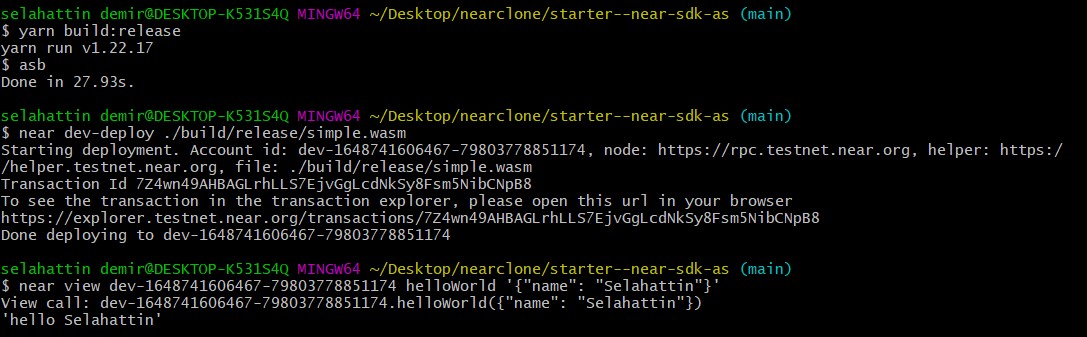 selahattin demir@DESKTOP-K531S4Q MINGW64 ~/Desktop/nearclone/starter--near-sdk-as (main)
$ yarn build:release
yarn run v1.22.17
$ asb
Done in 27.93s.
selahattin demir@DESKTOP-K531S4Q MINGW64 ~/Desktop/nearclone/starter--near-sdk-as (main)
$ near dev-deploy ./build/release/simple.wasm
Starting deployment. Account id: dev-1648741606467-79803778851174, node: https://rpc.testnet.near.org, helper: https:/
/helper.testnet.near.org, file: ./build/release/simple.wasm
Transaction Id 7Z4wn49AHBAGLrhLLS7EjvGgLcdNkSy8Fsm5NibCNpB8
To see the transaction in the transaction explorer, please open this url in your browser
https://explorer.testnet.near.org/transactions/7Z4wn49AHBAGLrhLLS7EjvGgLcdNkSy8Fsm5NibCNpB8
Done deploying to dev-1648741606467-79803778851174
selahattin demir@DESKTOP-K531S4Q MINGW64 ~/Desktop/nearclone/starter--near-sdk-as (main)
$ near view dev-1648741606467-79803778851174 helloWorld '{"name": "Selahattin"}'
View call: dev-1648741606467-79803778851174.helloWorld({"name": "Selahattin"})
'hello Selahattin'